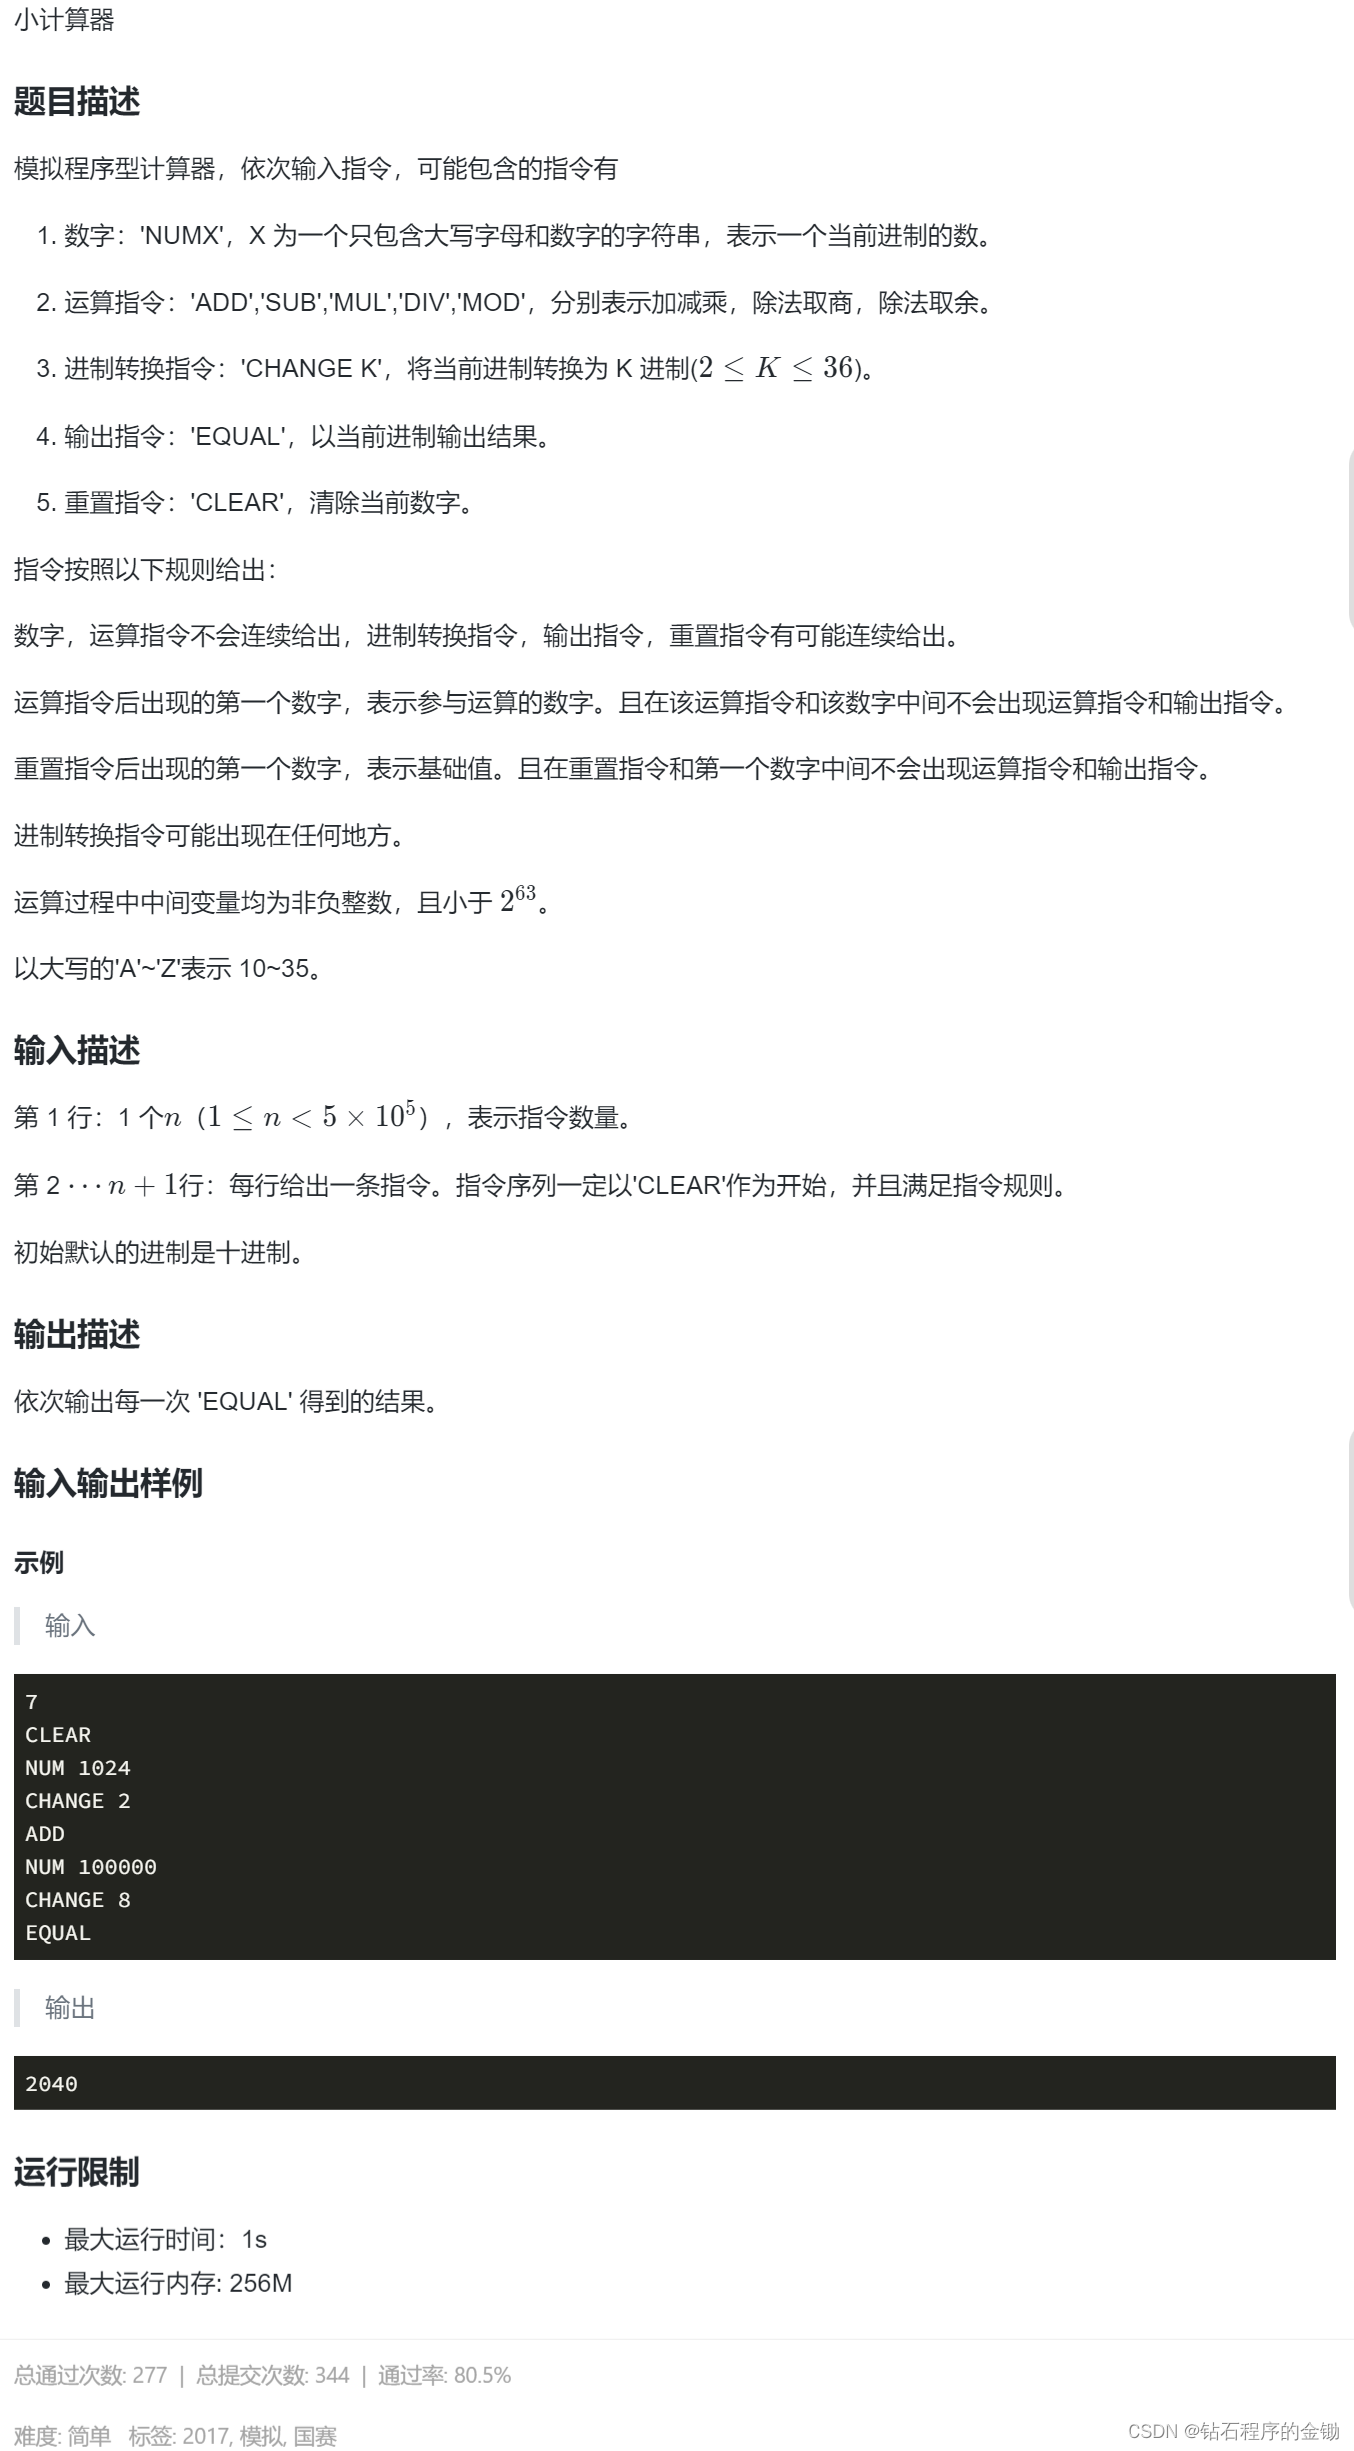 小计算器
题目描述
模拟程序型计算器，依次输入指令，可能包含的指令有
1. 数字：'NUMX'，X 为一个只包含大写字母和数字的字符串，表示一个当前进制的数。
2. 运算指令：'ADD','SUB','MUL','DIV','MOD'，分别表示加减乘，除法取商，除法取余。
3. 进制转换指令：'CHANGE K'，将当前进制转换为 K 进制(2 ≤ K ≤ 36)。
4. 输出指令：'EQUAL'，以当前进制输出结果。
5. 重置指令：'CLEAR'，清除当前数字。
指令按照以下规则给出：
数字，运算指令不会连续给出，进制转换指令，输出指令，重置指令有可能连续给出。
运算指令后出现的第一个数字，表示参与运算的数字。且在该运算指令和该数字中间不会出现运算指令和输出指令。
重置指令后出现的第一个数字，表示基础值。且在重置指令和第一个数字中间不会出现运算指令和输出指令。
进制转换指令可能出现在任何地方。
运算过程中中间变量均为非负整数，且小于 2^63。
以大写的'A'~'Z'表示 10~35。
输入描述
第 1 行：1 个n（1 ≤ n < 5 × 10^5），表示指令数量。
第 2 ⋯ n + 1行：每行给出一条指令。指令序列一定以'CLEAR'作为开始，并且满足指令规则。
初始默认的进制是十进制。
输出描述
依次输出每一次 'EQUAL' 得到的结果。
输入输出样例
示例
输入
7
CLEAR
NUM 1024
CHANGE 2
ADD
NUM 100000
CHANGE 8
EQUAL
输出
2040
运行限制
• 最大运行时间：1s
• 最大运行内存: 256M
总通过次数: 277 | 总提交次数: 344 | 通过率: 80.5%
难度: 简单 标签: 2017, 模拟, 国赛
CSDN @钻石程序的金锄